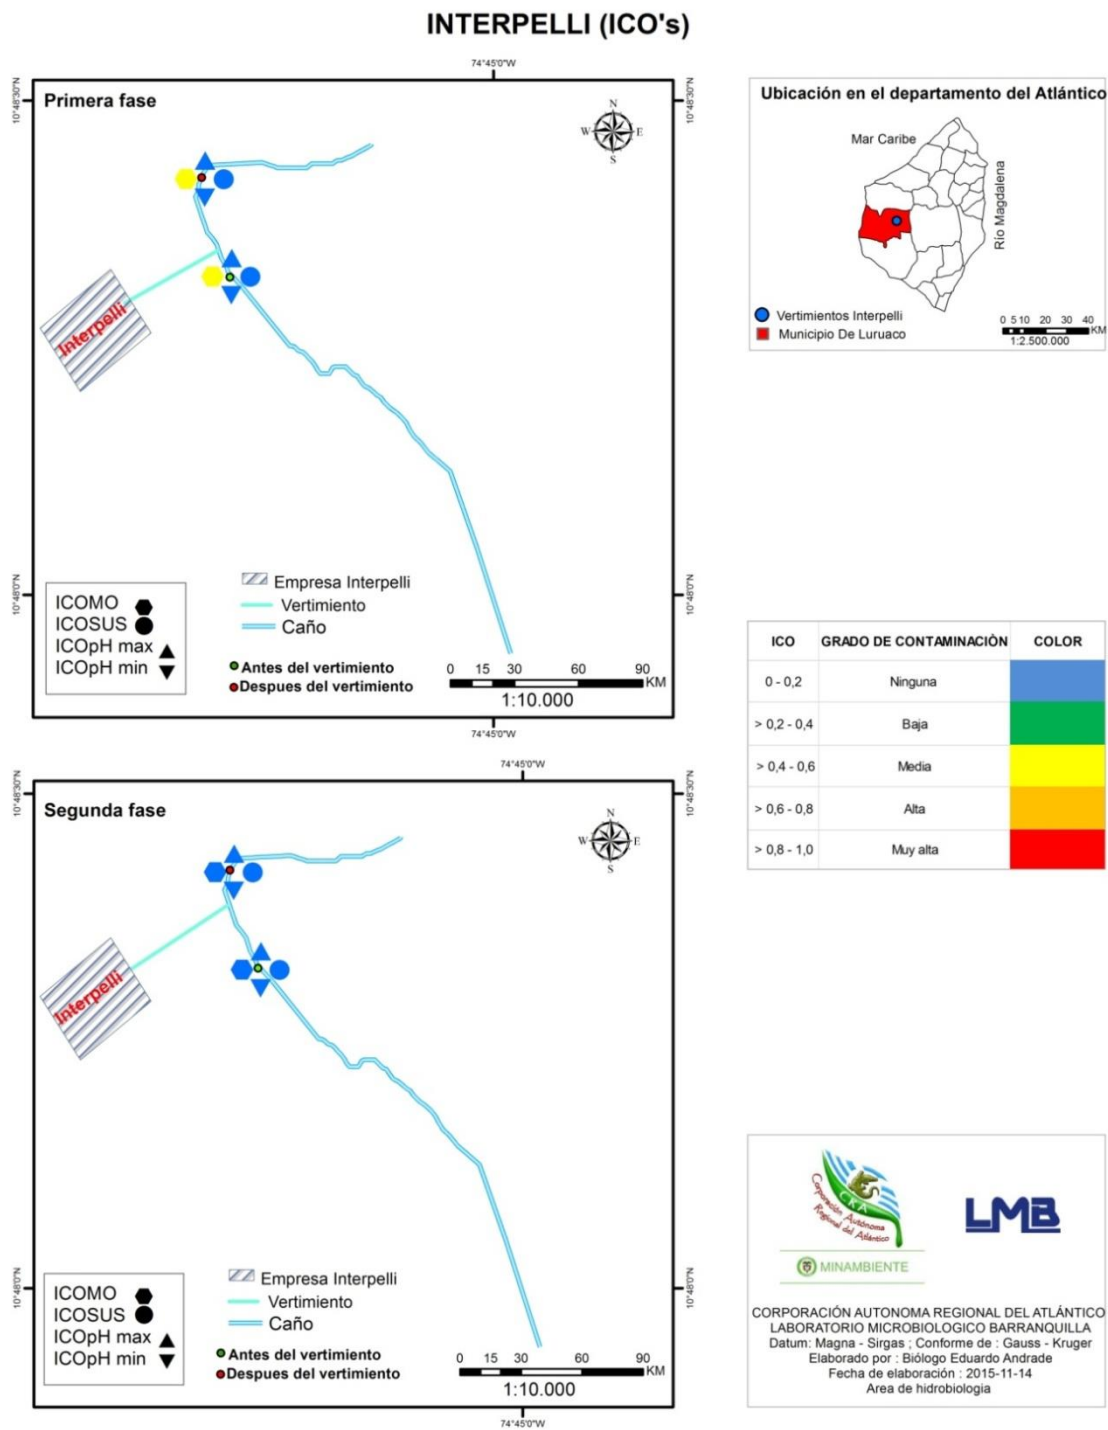 INTERPELLI (ICO's)
74°45'0"W
10°48'30"N
10°48'30"N
Primera fase
N
W
E
S
Interpelli
10°48'0"N
10°48'0"N
ICOMO
ICOSUS
ICOpH max
ICOpH min
Empresa Interpelli
Vertimiento
Caño
Antes del vertimiento
Despues del vertimiento
0 15 30 60 90
KM
1:10.000
74°45'0"W
Ubicación en el departamento del Atlántico
Mar Caribe
Río Magdalena
Vertimientos Interpelli
Municipio De Luruaco
0 5 10 20 30 40
KM
1:2.500.000
ICO GRADO DE CONTAMINACIÒN COLOR
0 - 0,2 Ninguna
> 0,2 - 0,4 Baja
> 0,4 - 0,6 Media
> 0,6 - 0,8 Alta
> 0,8 - 1,0 Muy alta
74°45'0"W
10°48'30"N
10°48'30"N
Segunda fase
N
W
E
S
Interpelli
10°48'0"N
10°48'0"N
ICOMO
ICOSUS
ICOpH max
ICOpH min
Empresa Interpelli
Vertimiento
Caño
Antes del vertimiento
Despues del vertimiento
0 15 30 60 90
KM
1:10.000
74°45'0"W
CRA
Corporación Autónoma
Regional del Atlántico
LMB
MINAMBIENTE
CORPORACIÓN AUTONOMA REGIONAL DEL ATLÁNTICO
LABORATORIO MICROBIOLOGICO BARRANQUILLA
Datum: Magna - Sirgas ; Conforme de : Gauss - Kruger
Elaborado por : Biólogo Eduardo Andrade
Fecha de elaboración : 2015-11-14
Area de hidrobiologia